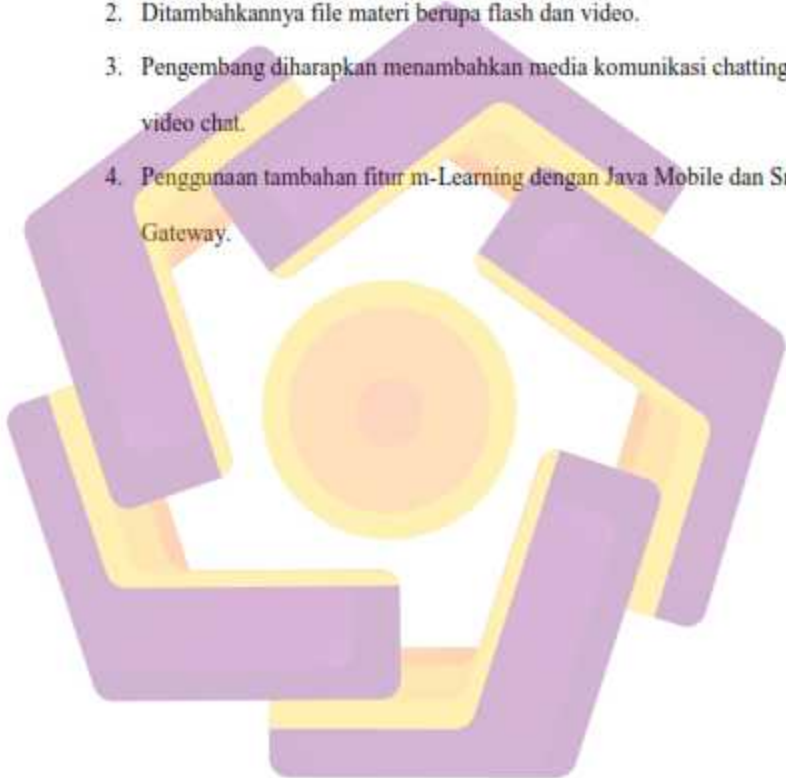 2. Ditambahkannya file materi berupa flash dan video.
3. Pengembang diharapkan menambahkan media komunikasi chatting
video chat.
4. Penggunaan tambahan fitur m-Learning dengan Java Mobile dan
Gateway.